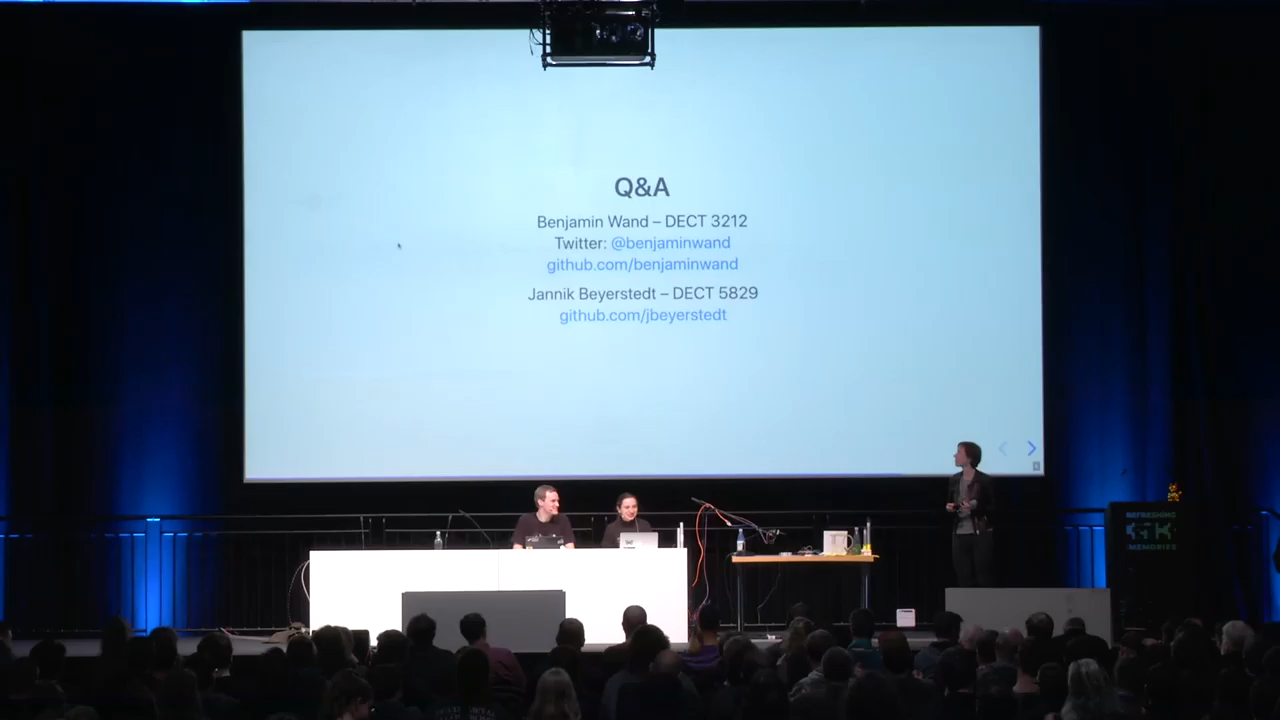 Q&A
Benjamin Wand – DECT 3212
Twitter: @benjaminwand
github.com/benjaminwand
Jannik Beyerstedt – DECT 5829
github.com/jbeyerstedt
REFRESHING
MEMORIES